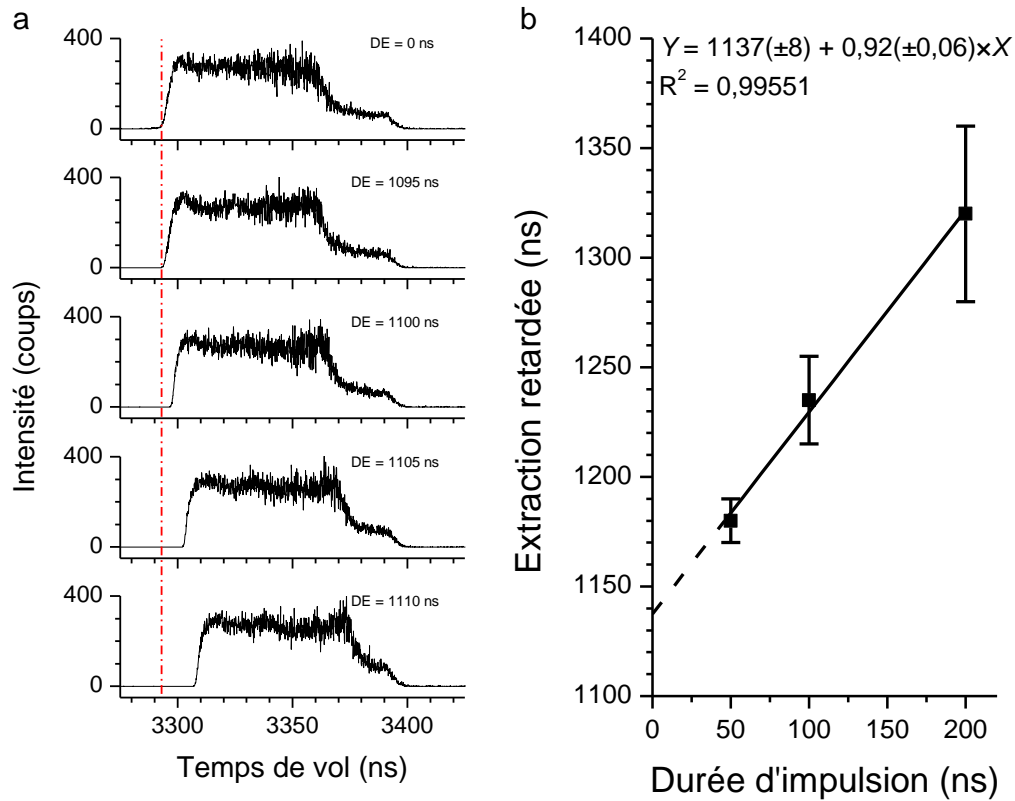 a
400
0
DE = 0 ns
400
0
DE = 1095 ns
400
0
DE = 1100 ns
400
0
DE = 1105 ns
400
0
DE = 1110 ns
3300
3350
3400
Intensité (coups)
Temps de vol (ns)
b
Y = 1137(±8) + 0,92(±0,06)×X
R² = 0,99551
1400
1350
1300
1250
1200
1150
1100
0
50
100
150
200
Extraction retardée (ns)
Durée d'impulsion (ns)